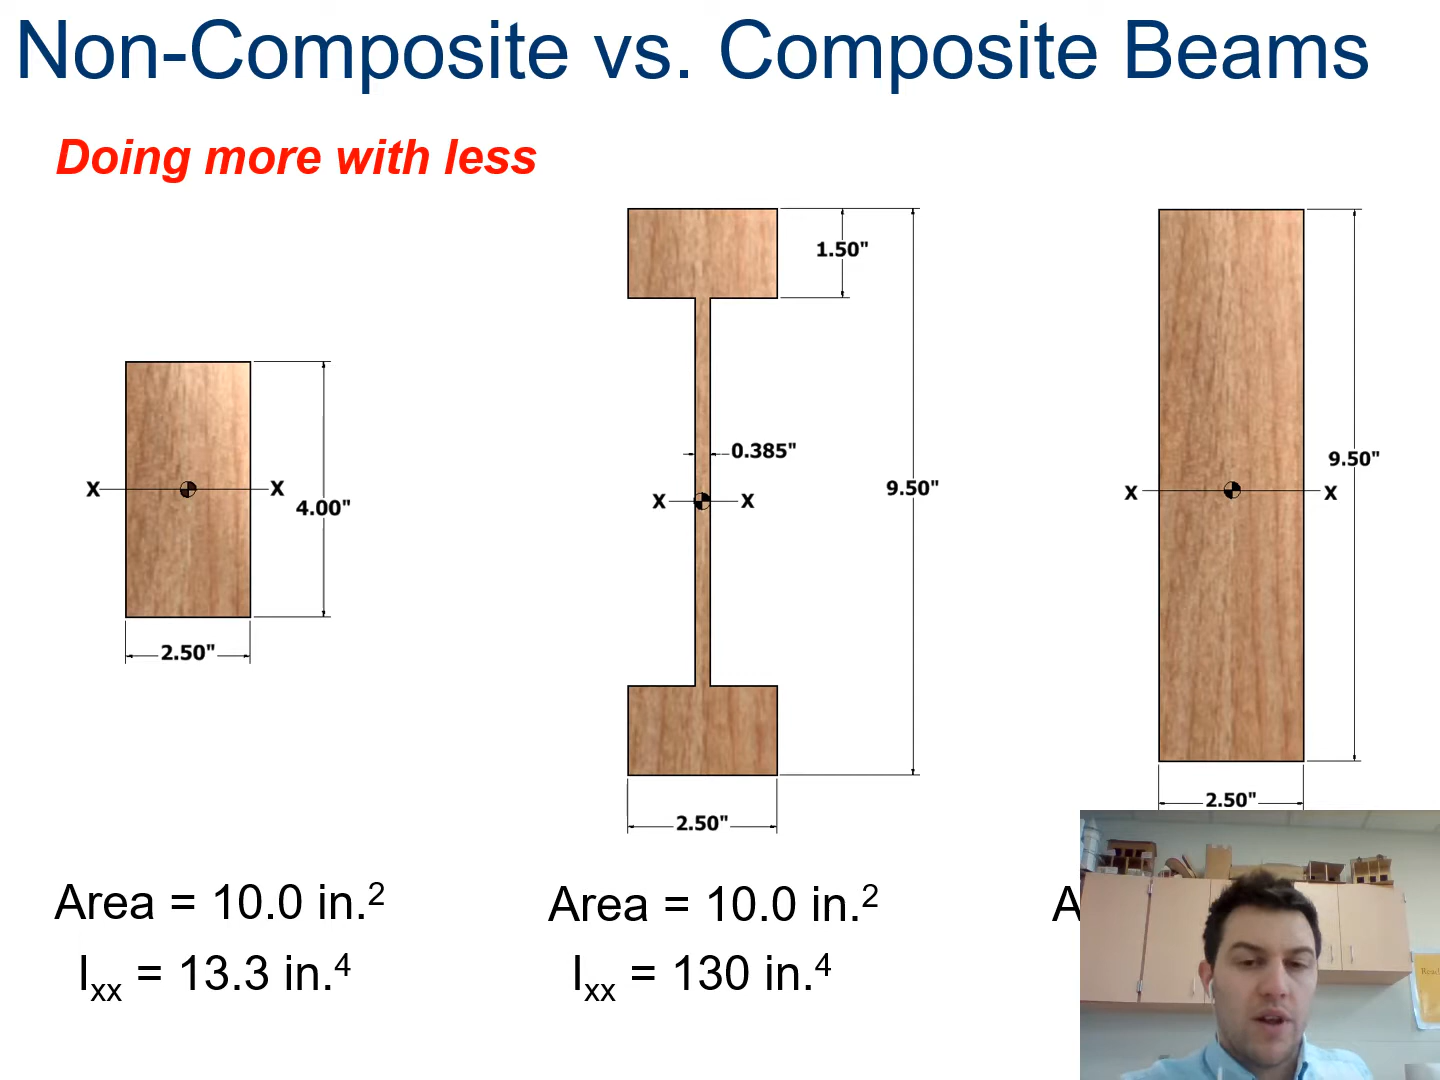 Non-Composite vs. Composite Beams
Doing more with less
X
X
4.00"
2.50"
Area = 10.0 in.²
Ixx = 13.3 in.⁴
1.50"
0.385"
X
X
9.50"
2.50"
Area = 10.0 in.²
Ixx = 130 in.⁴
X
X
9.50"
2.50"
A